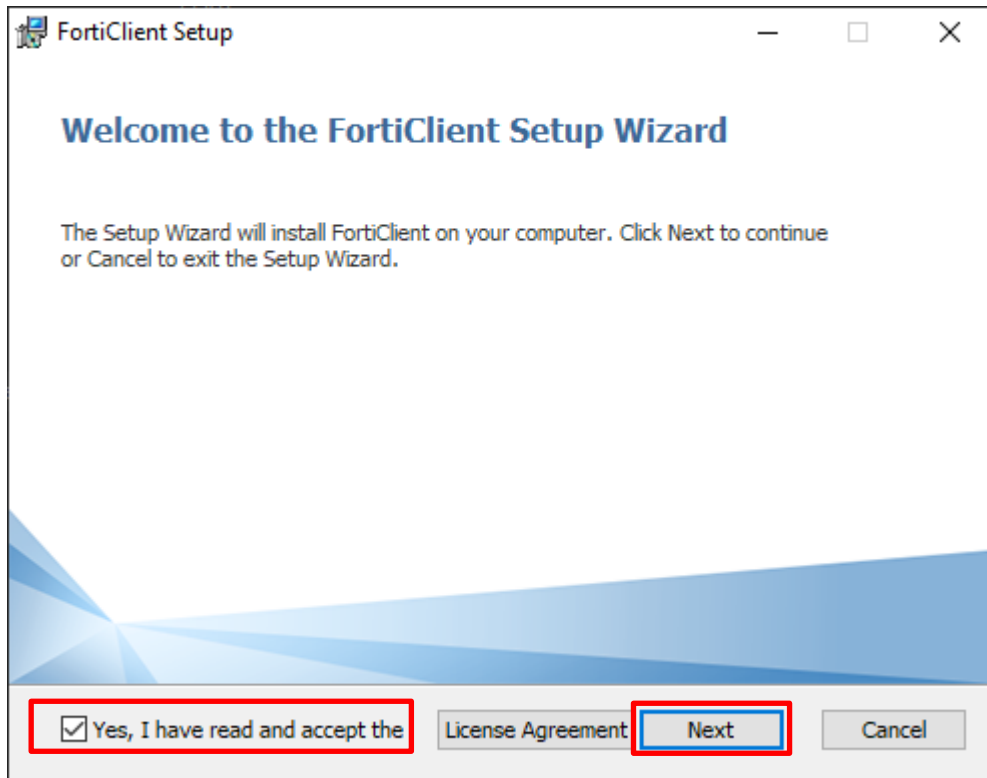 FortiClient Setup
Welcome to the FortiClient Setup Wizard
The Setup Wizard will install FortiClient on your computer. Click Next to continue
or Cancel to exit the Setup Wizard.
Yes, I have read and accept the License Agreement Next Cancel